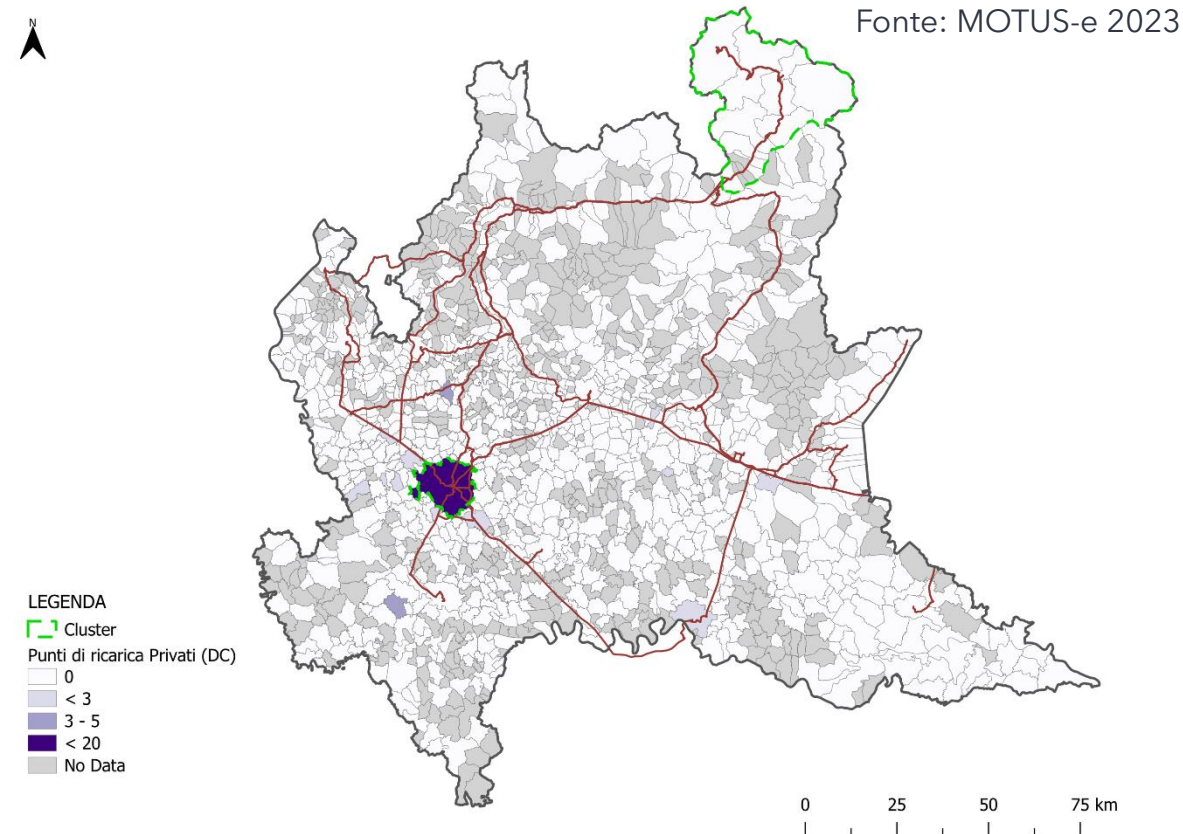 N
Fonte: MOTUS-e 2023
LEGENDA
Cluster
Punti di ricarica Privati (DC)
0
< 3
3 - 5
< 20
No Data
0 25 50 75 km